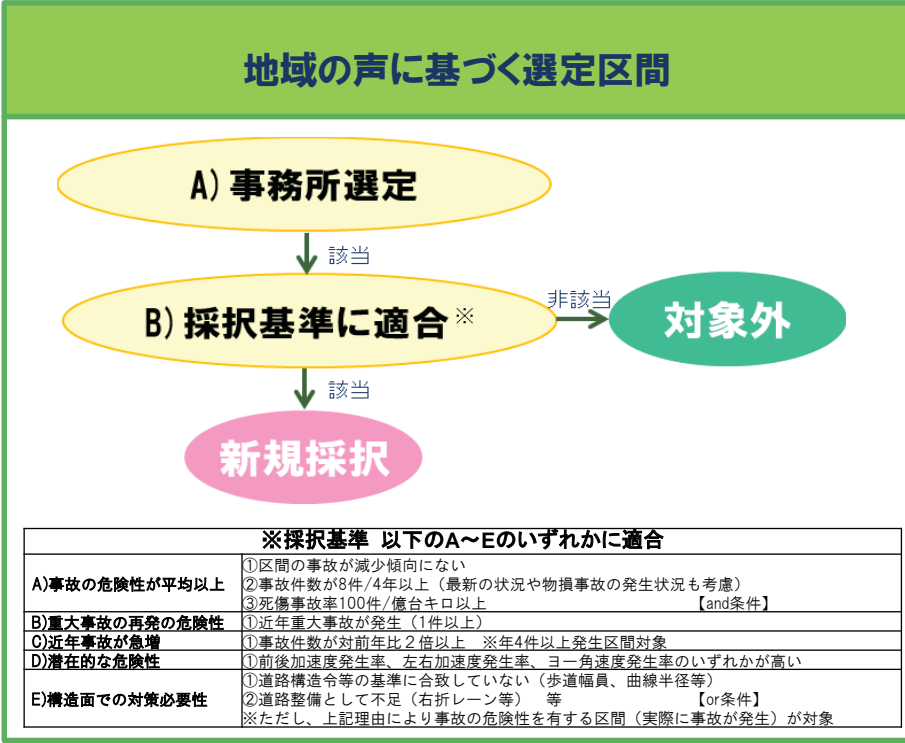 地域の声に基づく選定区間
A) 事務所選定
該当
B) 採択基準に適合※
非該当
対象外
該当
新規採択
※採択基準 以下のA～Eのいずれかに適合
A)事故の危険性が平均以上
①区間の事故が減少傾向にない
②事故件数が8件/4年以上（最新の状況や物損事故の発生状況も考慮）
③死傷事故率100件/億台キロ以上 【and条件】
B)重大事故の再発の危険性
①近年重大事故が発生（1件以上）
C)近年事故が急増
①事故件数が対前年比２倍以上 ※年4件以上発生区間対象
D)潜在的な危険性
①前後加速度発生率、左右加速度発生率、ヨー角速度発生率のいずれかが高い
E)構造面での対策必要性
①道路構造令等の基準に合致していない（歩道幅員、曲線半径等）
②道路整備として不足（右折レーン等） 等 【or条件】
※ただし、上記理由により事故の危険性を有する区間（実際に事故が発生）が対象